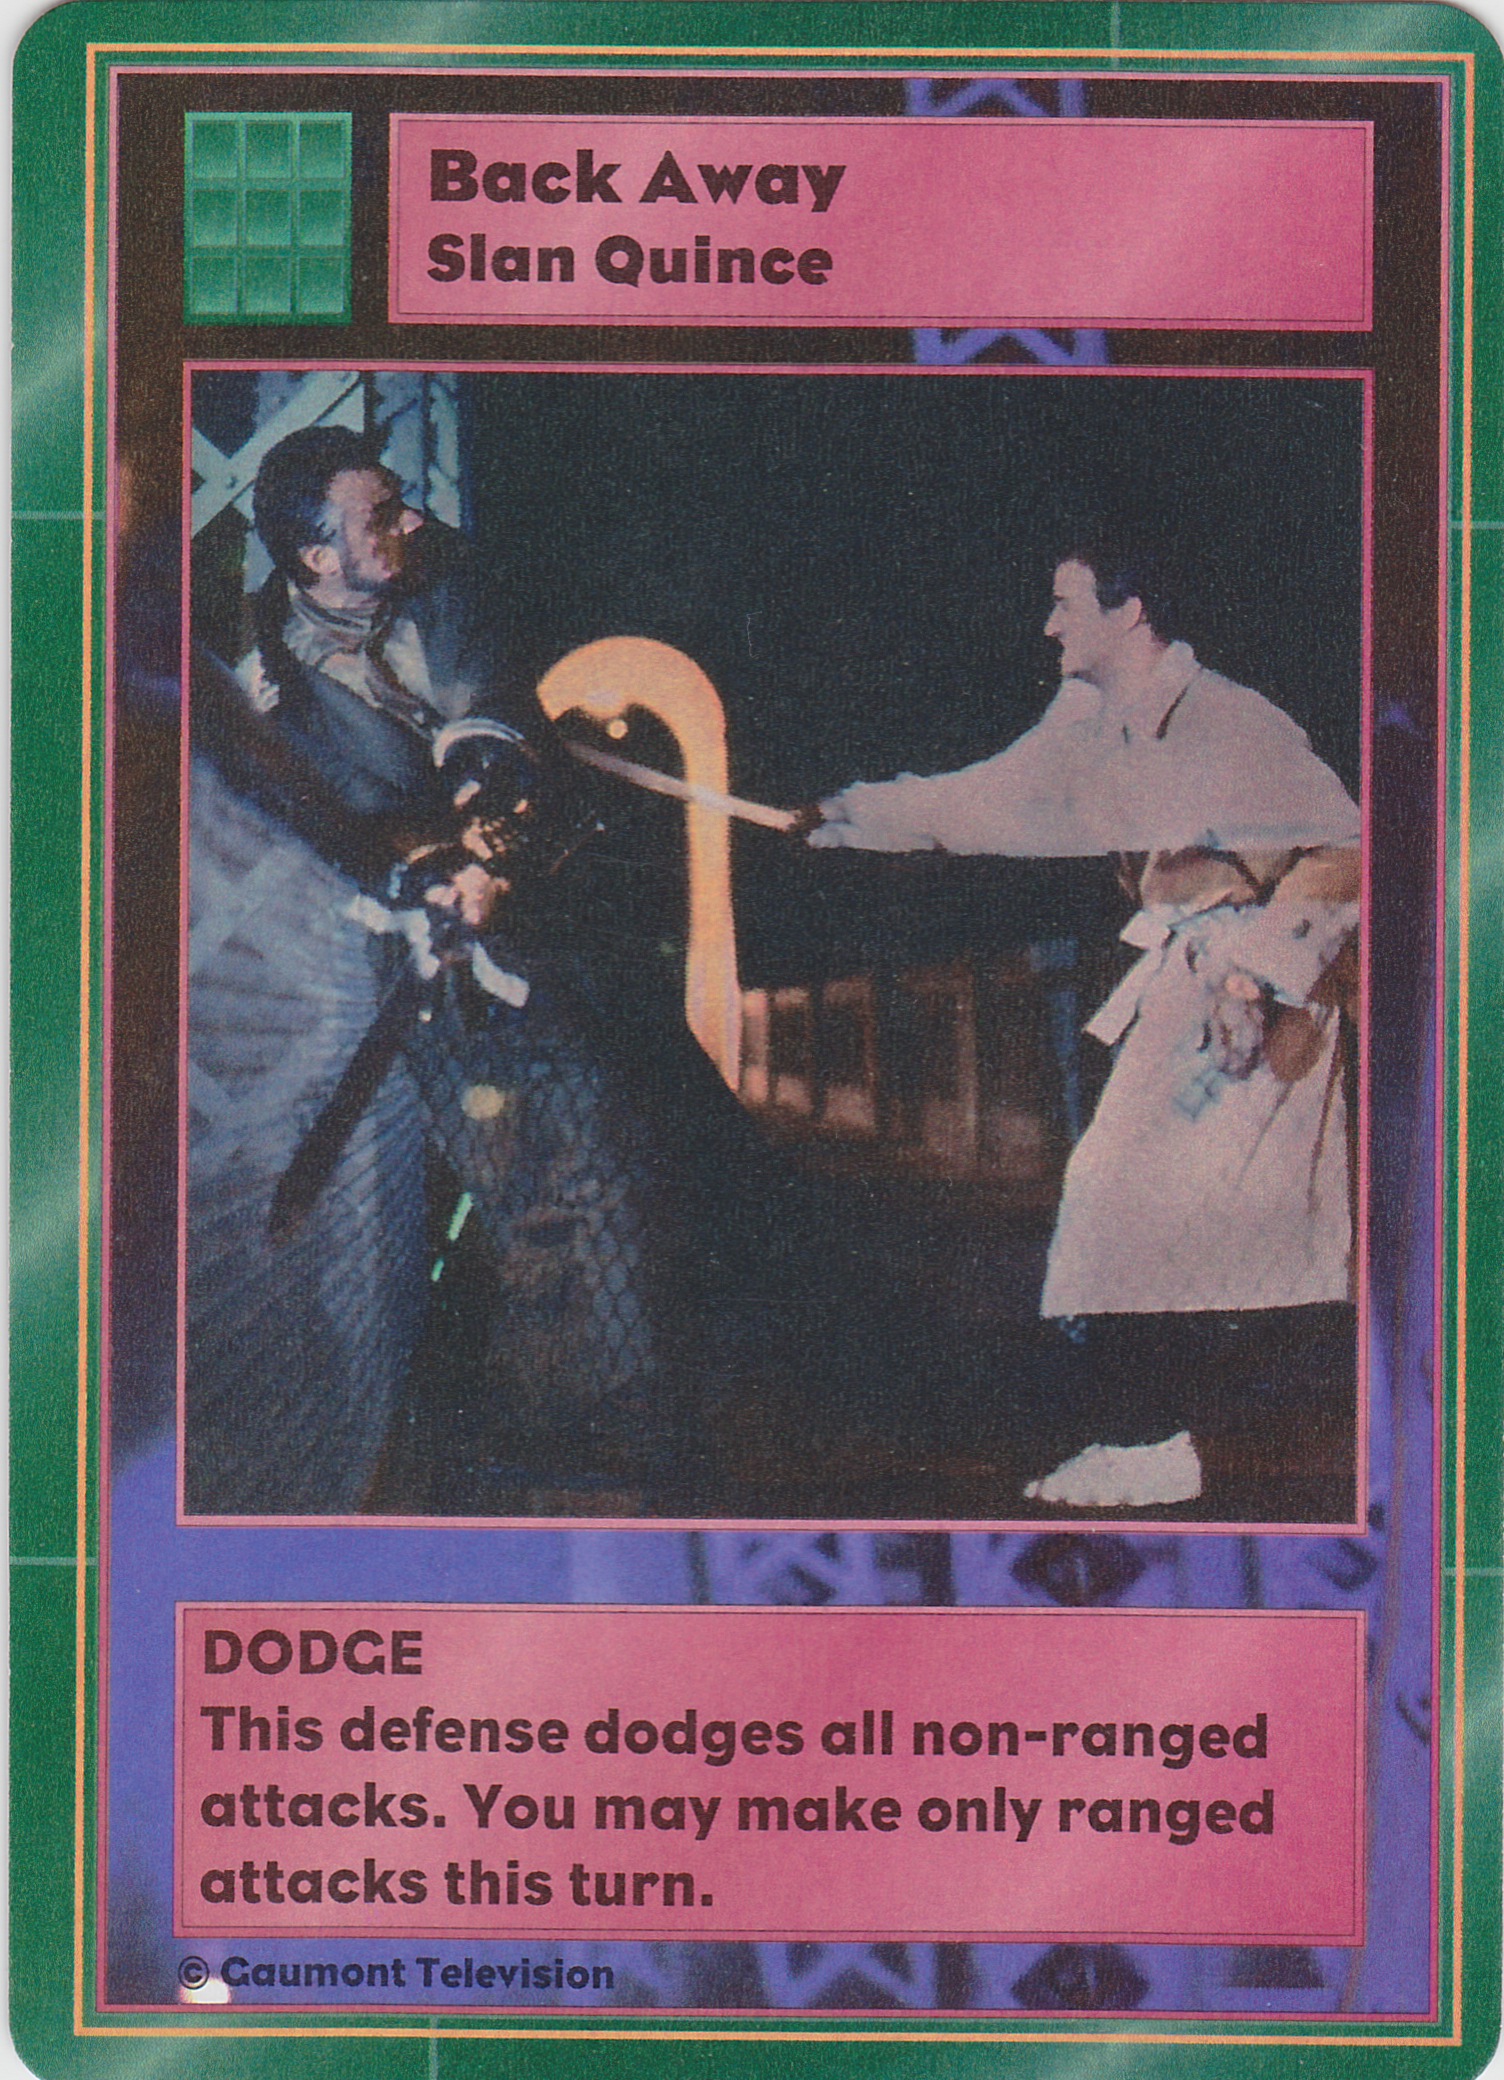 Back Away
Slan Quince
DODGE
This defense dodges all non-ranged
attacks. You may make only ranged
attacks this turn.
© Gaumont Television